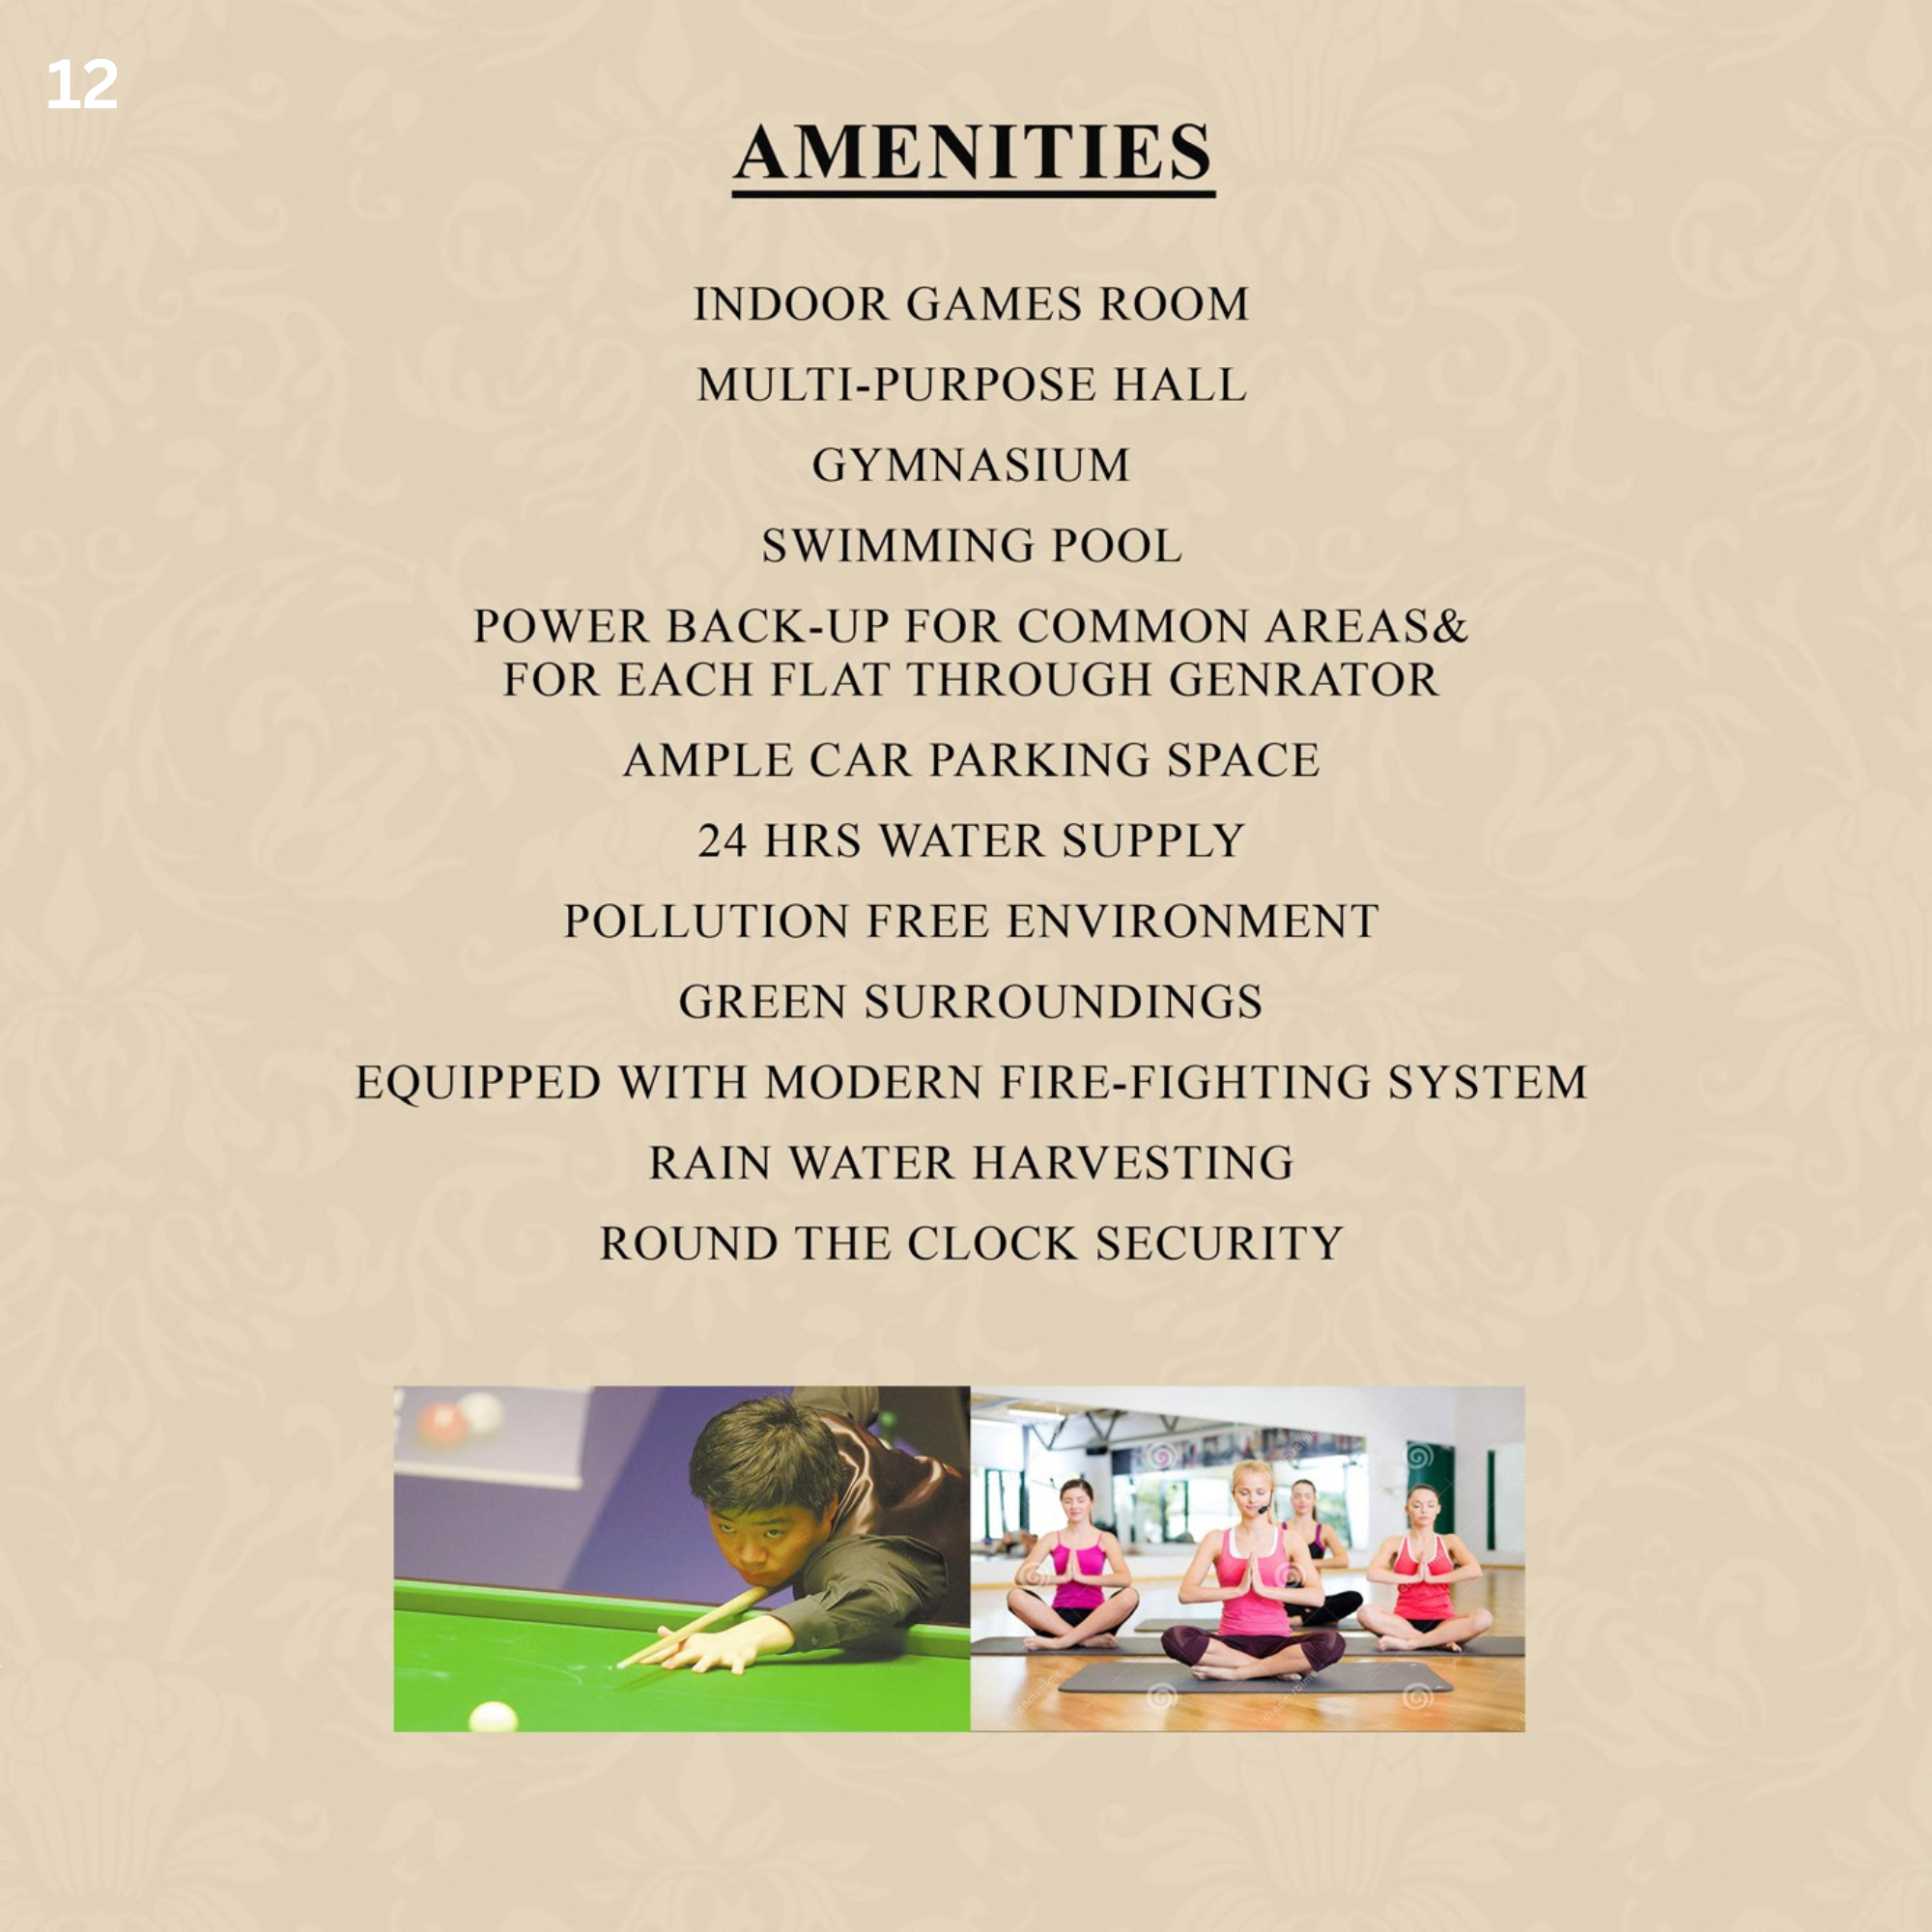 12
AMENITIES
INDOOR GAMES ROOM
MULTI-PURPOSE HALL
GYMNASIUM
SWIMMING POOL
POWER BACK-UP FOR COMMON AREAS&
FOR EACH FLAT THROUGH GENRATOR
AMPLE CAR PARKING SPACE
24 HRS WATER SUPPLY
POLLUTION FREE ENVIRONMENT
GREEN SURROUNDINGS
EQUIPPED WITH MODERN FIRE-FIGHTING SYSTEM
RAIN WATER HARVESTING
ROUND THE CLOCK SECURITY